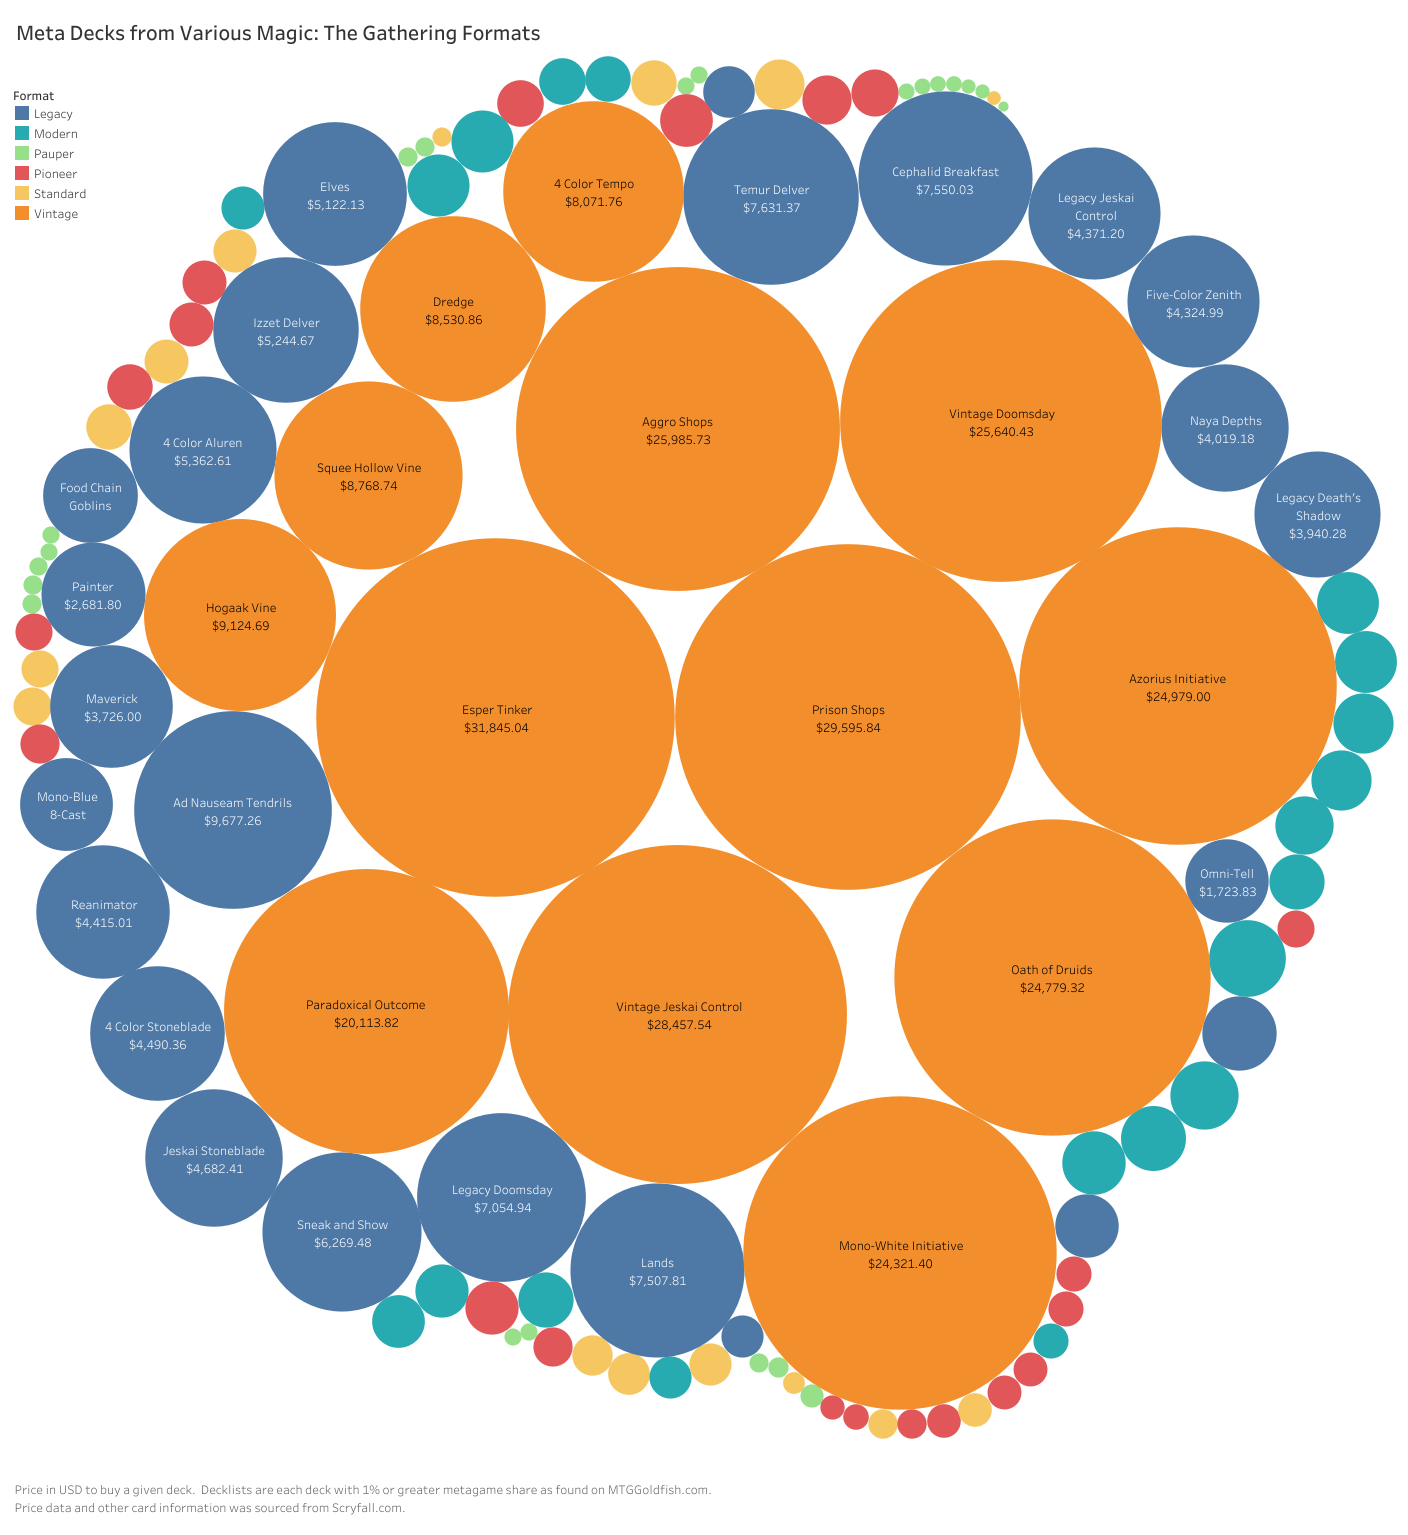 Meta Decks from Various Magic: The Gathering Formats
Format
Legacy
Modern
Pauper
Pioneer
Standard
Vintage
Elves
$5,122.13
4 Color Tempo
$8,071.76
Temur Delver
$7,631.37
Cephalid Breakfast
$7,550.03
Legacy Jeskai
Control
$4,371.20
Five-Color Zenith
$4,324.99
Izzet Delver
$5,244.67
Dredge
$8,530.86
Aggro Shops
$25,985.73
Vintage Doomsday
$25,640.43
Naya Depths
$4,019.18
4 Color Aluren
$5,362.61
Squee Hollow Vine
$8,768.74
Food Chain
Goblins
Legacy Death's
Shadow
$3,940.28
Painter
$2,681.80
Hogaak Vine
$9,124.69
Maverick
$3,726.00
Esper Tinker
$31,845.04
Prison Shops
$29,595.84
Azorius Initiative
$24,979.00
Mono-Blue
8-Cast
Ad Nauseam Tendrils
$9,677.26
Omni-Tell
$1,723.83
Reanimator
$4,415.01
Oath of Druids
$24,779.32
4 Color Stoneblade
$4,490.36
Paradoxical Outcome
$20,113.82
Vintage Jeskai Control
$28,457.54
Jeskai Stoneblade
$4,682.41
Legacy Doomsday
$7,054.94
Sneak and Show
$6,269.48
Lands
$7,507.81
Mono-White Initiative
$24,321.40
Price in USD to buy a given deck.  Decklists are each deck with 1% or greater metagame share as found on MTGGoldfish.com.
Price data and other card information was sourced from Scryfall.com.